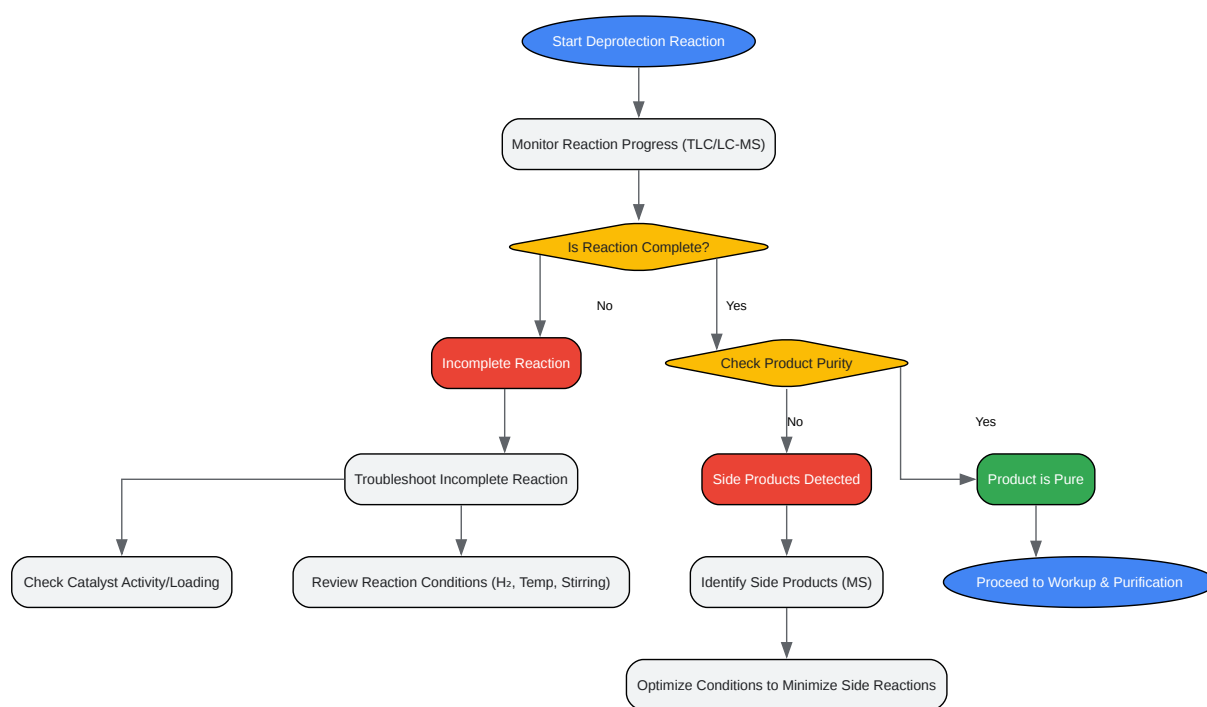 Start Deprotection Reaction
Monitor Reaction Progress (TLC/LC-MS)
Is Reaction Complete?
No
Yes
Incomplete Reaction
Check Product Purity
No
Yes
Troubleshoot Incomplete Reaction
Side Products Detected
Product is Pure
Check Catalyst Activity/Loading
Review Reaction Conditions (H₂, Temp, Stirring)
Identify Side Products (MS)
Proceed to Workup & Purification
Optimize Conditions to Minimize Side Reactions